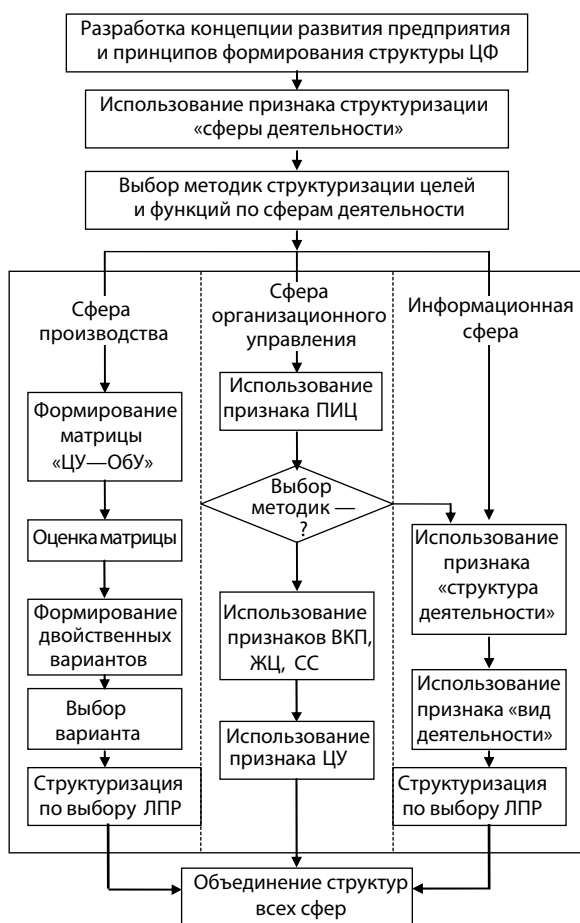 Разработка концепции развития предприятия
и принципов формирования структуры ЦФ
Использование признака структуризации
«сферы деятельности»
Выбор методик структуризации целей
и функций по сферам деятельности
Сфера
производства
Формирование
матрицы
«ЦУ—ОбУ»
Оценка матрицы
Формирование
двойственных
вариантов
Выбор
варианта
Структуризация
по выбору ЛПР
Сфера
организационного
управления
Использование
признака ПИЦ
Выбор
методик —
?
Использование
признаков ВКП,
ЖЦ, СС
Использование
признака ЦУ
Информационная
сфера
Использование
признака
«структура
деятельности»
Использование
признака «вид
деятельности»
Структуризация
по выбору ЛПР
Объединение структур
всех сфер